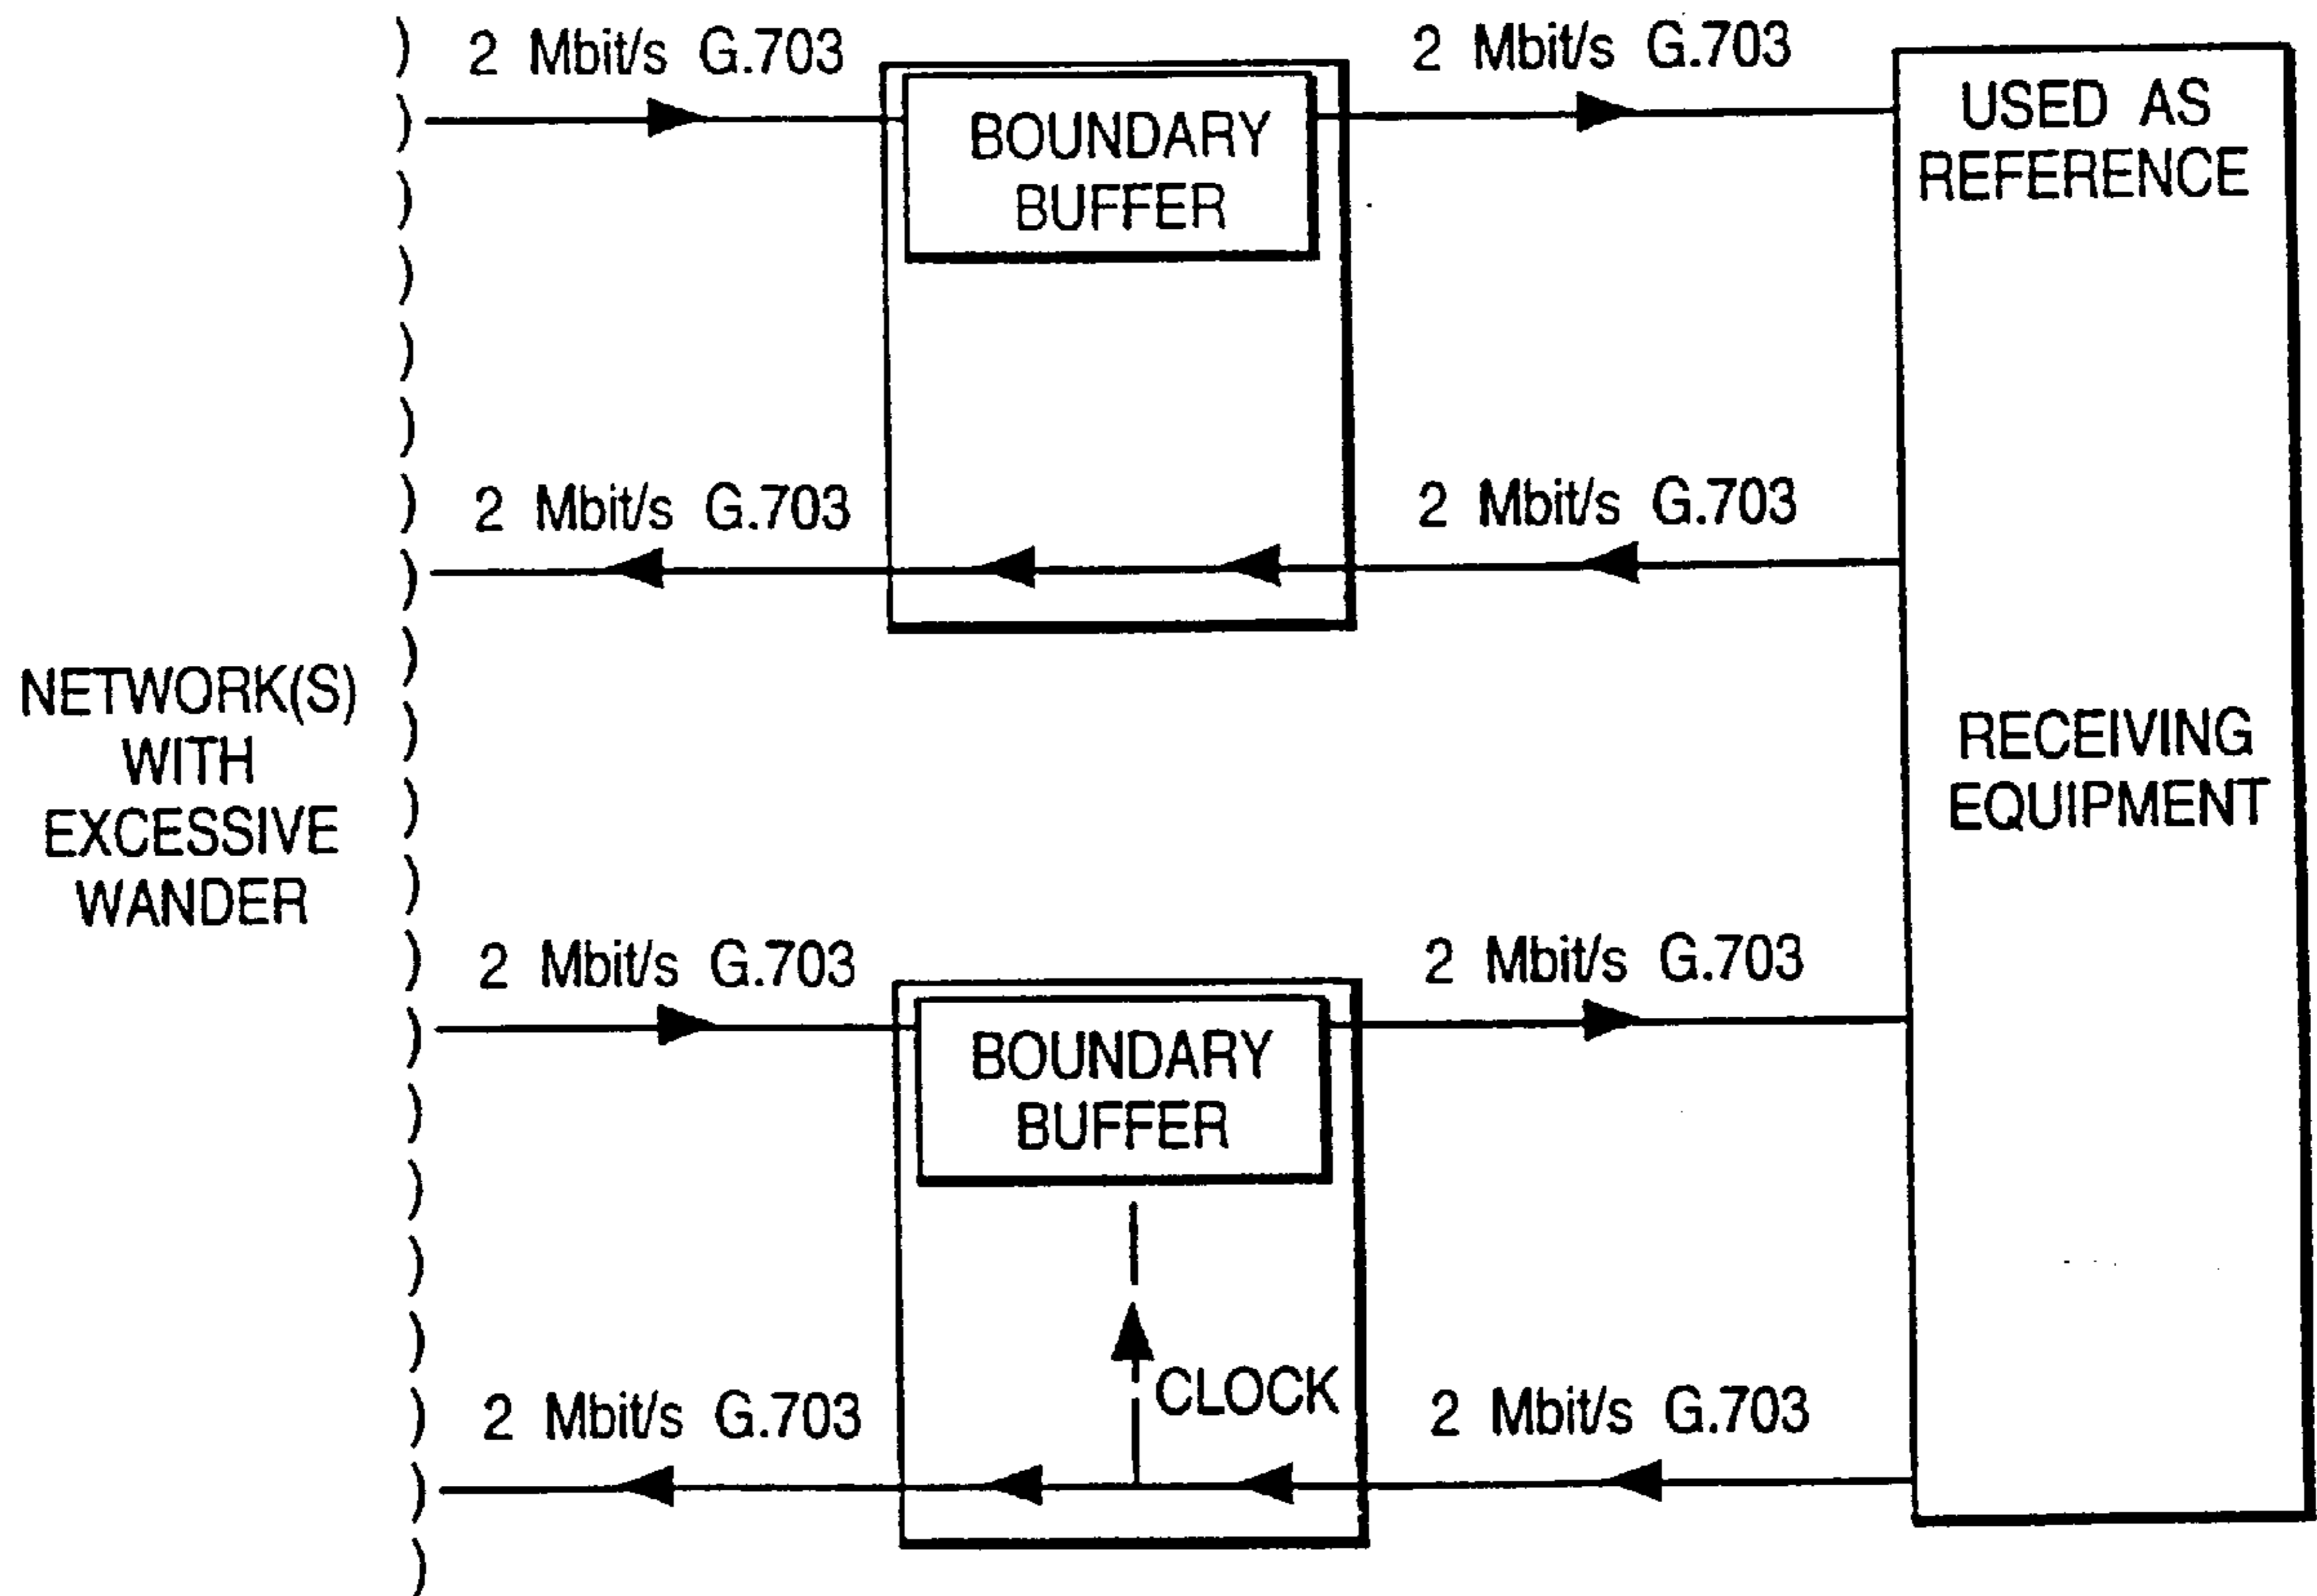 2 Mbit/s G.703
2 Mbit/s G.703
BOUNDARY
BUFFER
USED AS
REFERENCE
2 Mbit/s G.703
2 Mbit/s G.703
NETWORK(S)
WITH
EXCESSIVE
WANDER
RECEIVING
EQUIPMENT
2 Mbit/s G.703
2 Mbit/s G.703
BOUNDARY
BUFFER
CLOCK
2 Mbit/s G.703
2 Mbit/s G.703